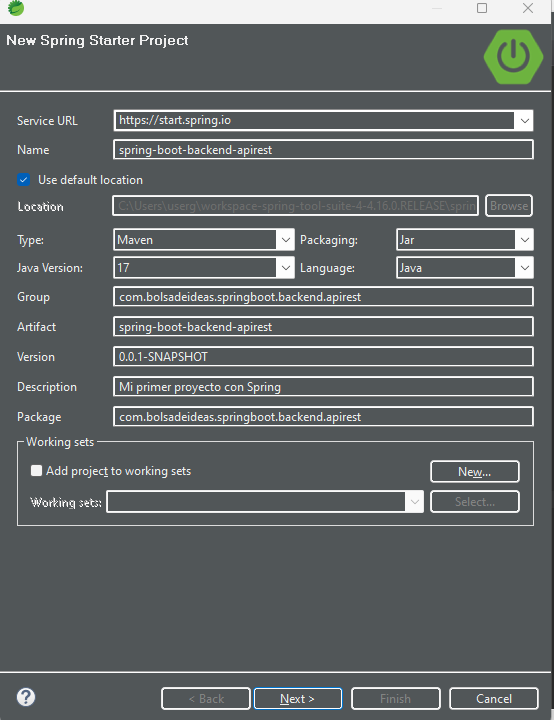 New Spring Starter Project
Service URL https://start.spring.io
Name spring-boot-backend-apirest
Use default location
Location C:\Users\userg\workspace-spring-tool-suite-4-4.16.0.RELEASE\sprin Browse
Type: Maven Packaging: Jar
Java Version: 17 Language: Java
Group com.bolsadeideas.springboot.backend.apirest
Artifact spring-boot-backend-apirest
Version 0.0.1-SNAPSHOT
Description Mi primer proyecto con Spring
Package com.bolsadeideas.springboot.backend.apirest
Working sets
Add project to working sets New...
Working sets: Select...
? < Back Next > Finish Cancel